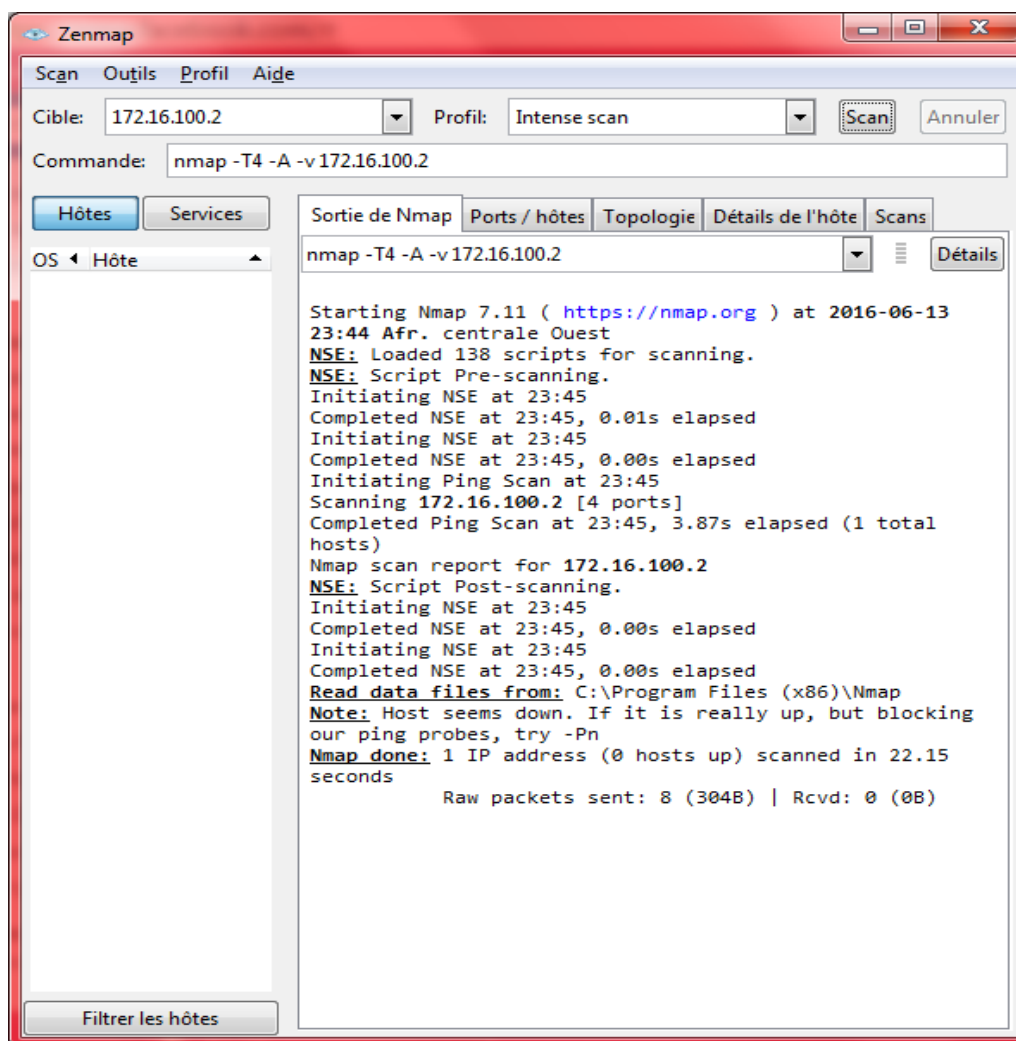 Zenmap
Scan Outils Profil Aide
Cible: 172.16.100.2 Profil: Intense scan Scan Annuler
Commande: nmap -T4 -A -v 172.16.100.2
Hôtes Services
Sortie de Nmap Ports / hôtes Topologie Détails de l'hôte Scans
OS Hôte
nmap -T4 -A -v 172.16.100.2 Détails
Starting Nmap 7.11 ( https://nmap.org ) at 2016-06-13
23:44 Afr. centrale Ouest
NSE: Loaded 138 scripts for scanning.
NSE: Script Pre-scanning.
Initiating NSE at 23:45
Completed NSE at 23:45, 0.01s elapsed
Initiating NSE at 23:45
Completed NSE at 23:45, 0.00s elapsed
Initiating Ping Scan at 23:45
Scanning 172.16.100.2 [4 ports]
Completed Ping Scan at 23:45, 3.87s elapsed (1 total
hosts)
Nmap scan report for 172.16.100.2
NSE: Script Post-scanning.
Initiating NSE at 23:45
Completed NSE at 23:45, 0.00s elapsed
Initiating NSE at 23:45
Completed NSE at 23:45, 0.00s elapsed
Read data files from: C:\Program Files (x86)\Nmap
Note: Host seems down. If it is really up, but blocking
our ping probes, try -Pn
Nmap done: 1 IP address (0 hosts up) scanned in 22.15
seconds
Raw packets sent: 8 (304B) | Rcvd: 0 (0B)
Filtrer les hôtes